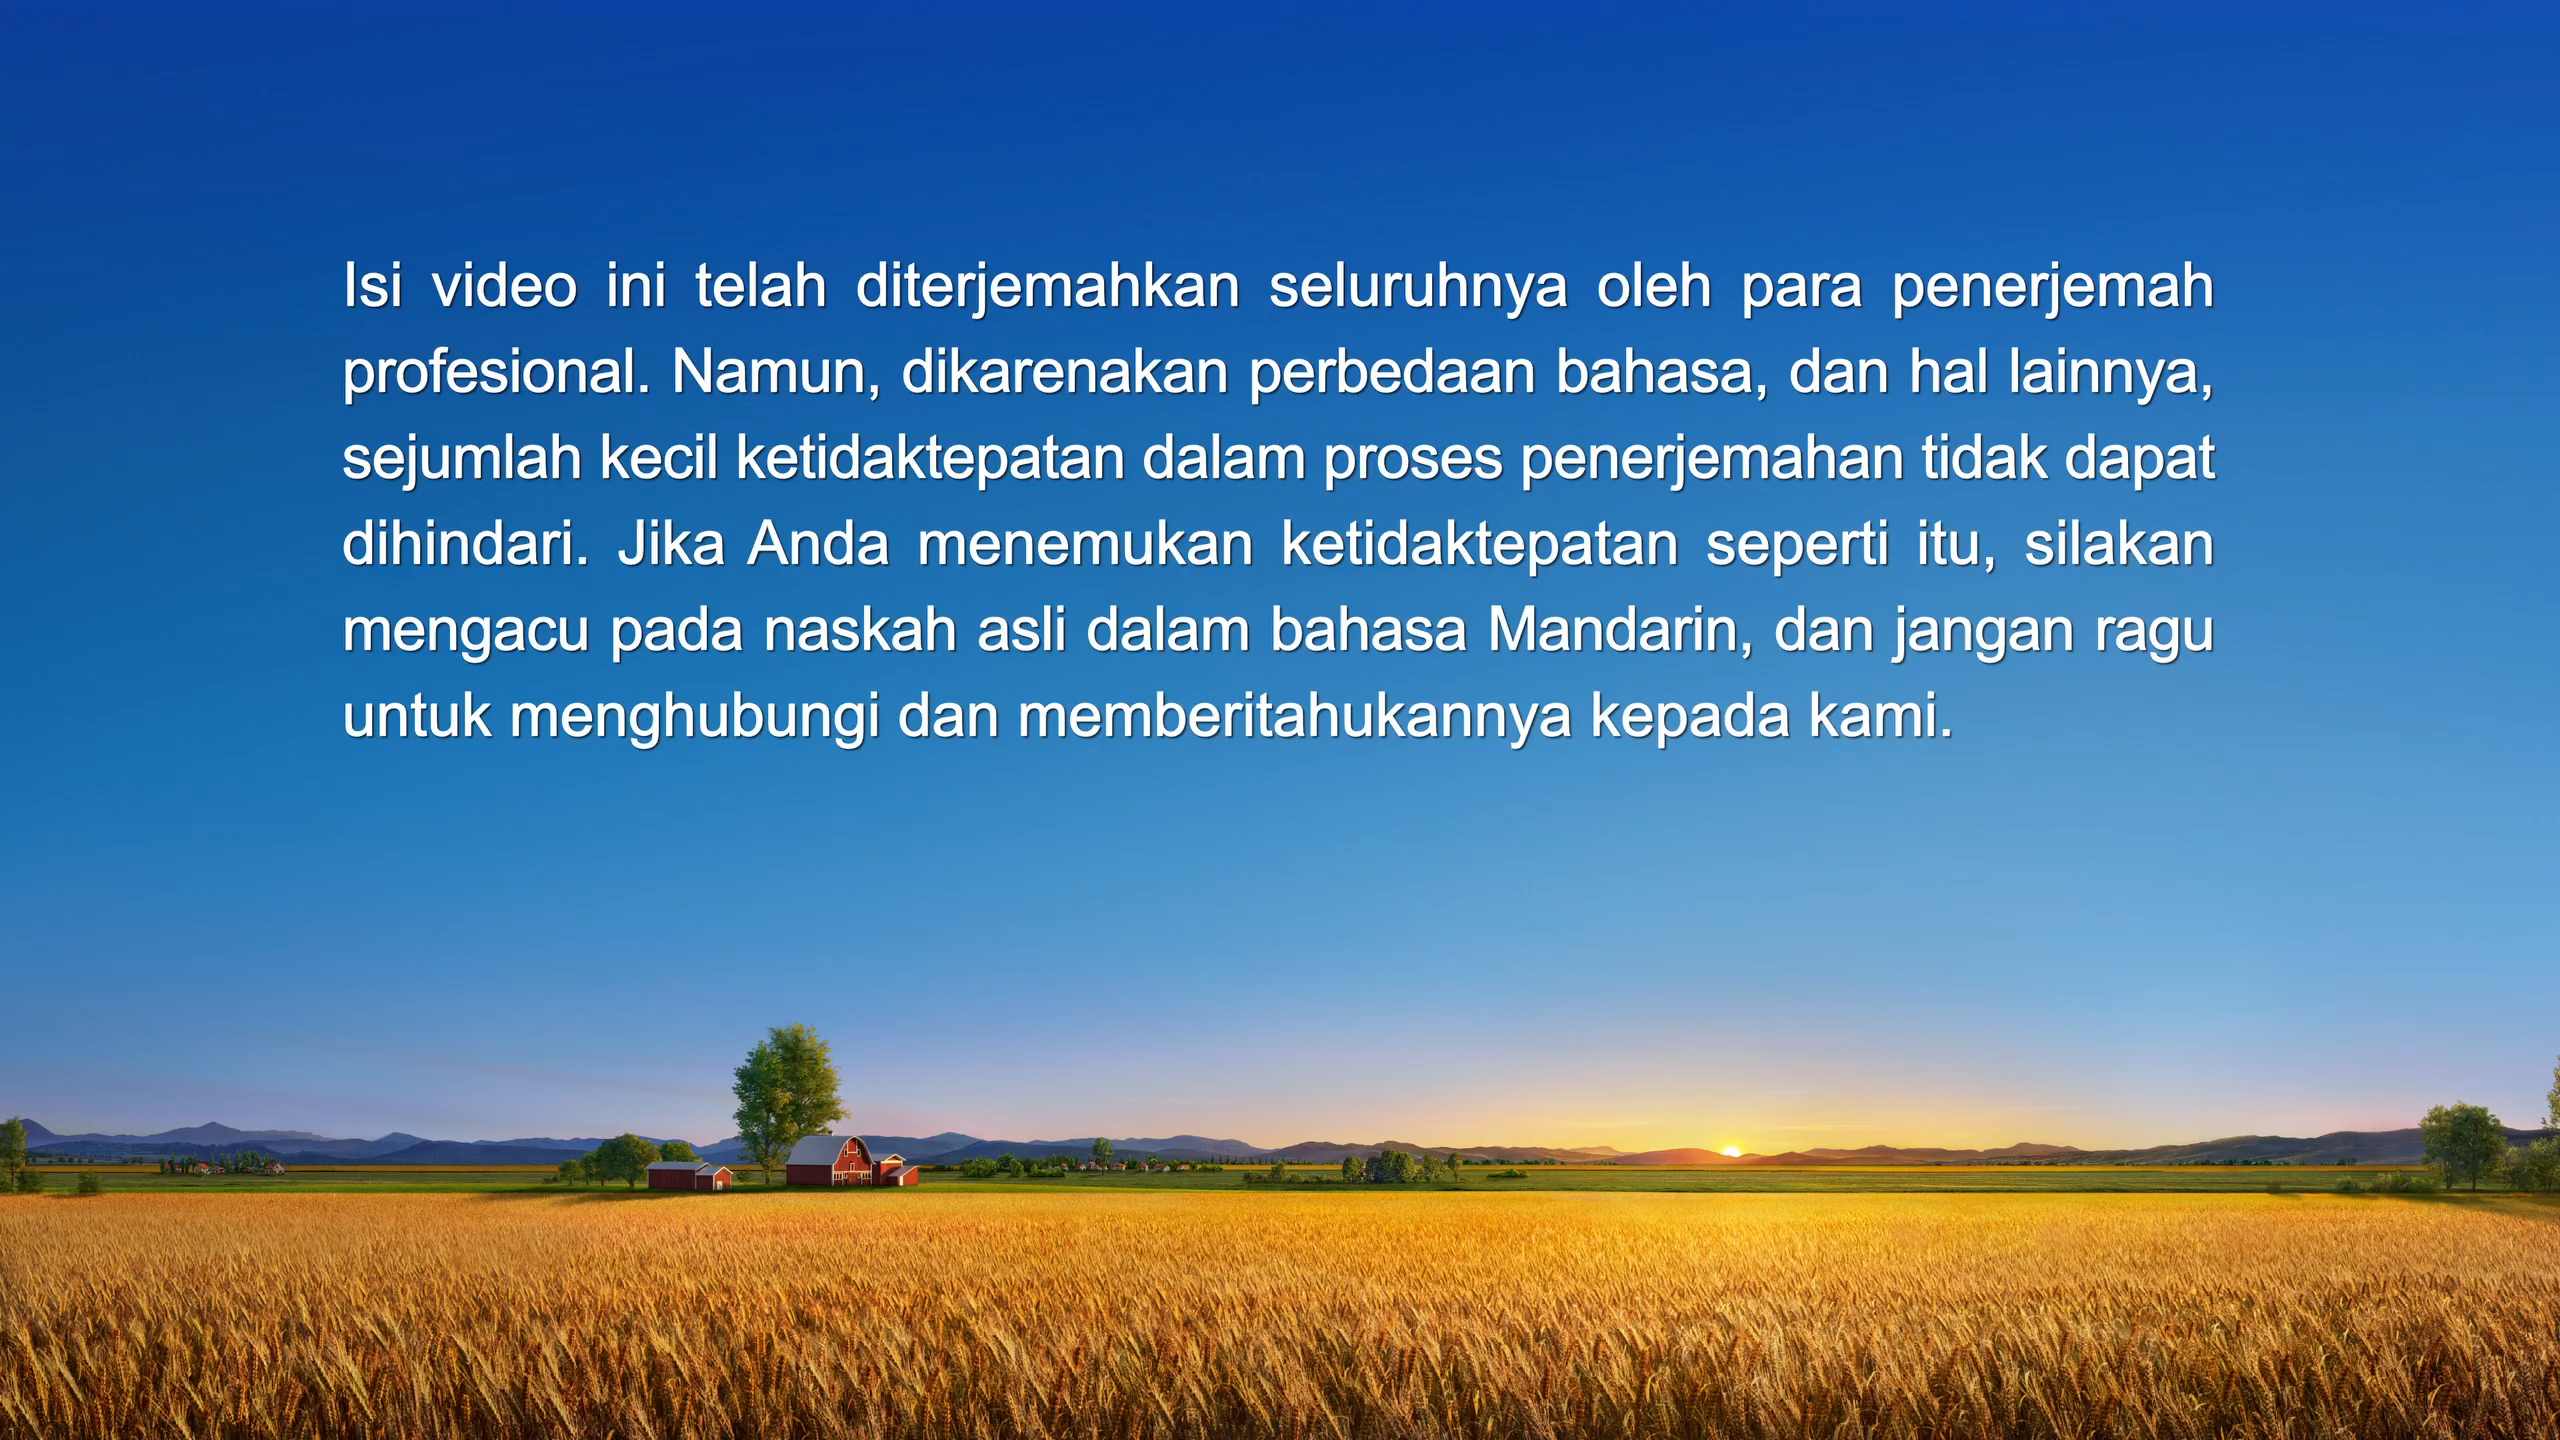 Isi video ini telah diterjemahkan seluruhnya oleh para penerjemah
profesional. Namun, dikarenakan perbedaan bahasa, dan hal lainnya,
sejumlah kecil ketidaktepatan dalam proses penerjemahan tidak dapat
dihindari. Jika Anda menemukan ketidaktepatan seperti itu, silakan
mengacu pada naskah asli dalam bahasa Mandarin, dan jangan ragu
untuk menghubungi dan memberitahukannya kepada kami.